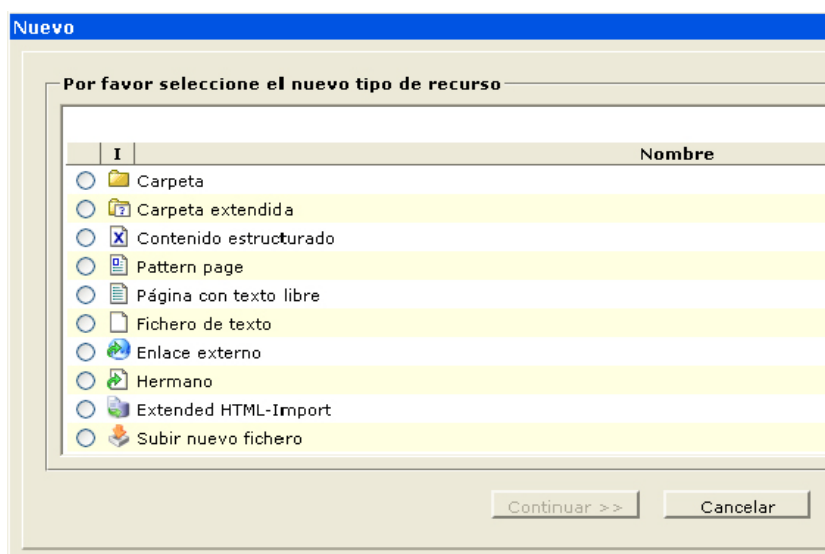 Nuevo
Por favor seleccione el nuevo tipo de recurso
I Nombre
Carpeta
Carpeta extendida
Contenido estructurado
Pattern page
Página con texto libre
Fichero de texto
Enlace externo
Hermano
Extended HTML-Import
Subir nuevo fichero
Continuar >> Cancelar